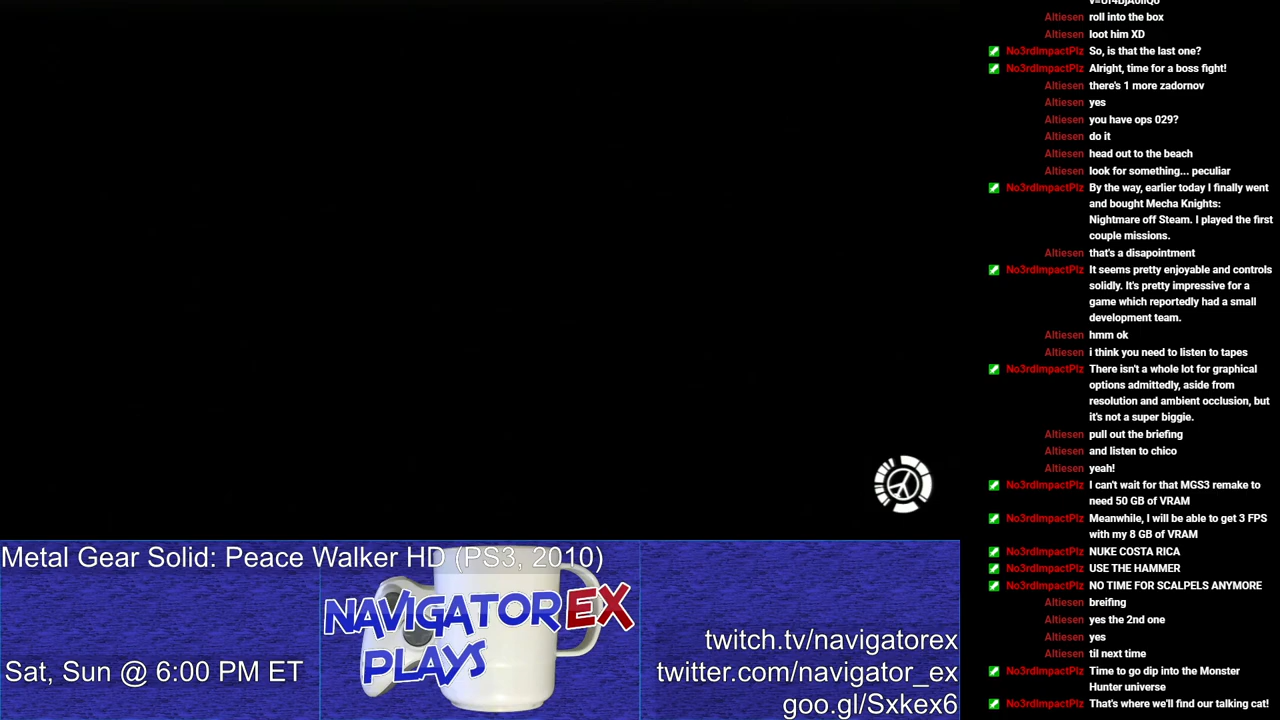 Altiesen roll into the box
Altiesen loot him XD
No3rdImpactPlz So, is that the last one?
No3rdImpactPlz Alright, time for a boss fight!
Altiesen there's 1 more zadornov
Altiesen yes
Altiesen you have ops 029?
Altiesen do it
Altiesen head out to the beach
Altiesen look for something... peculiar
No3rdImpactPlz By the way, earlier today I finally went
and bought Mecha Knights:
Nightmare off Steam. I played the first
couple missions.
Altiesen that's a disapointment
No3rdImpactPlz It seems pretty enjoyable and controls
solidly. It's pretty impressive for a
game which reportedly had a small
development team.
Altiesen hmm ok
Altiesen i think you need to listen to tapes
No3rdImpactPlz There isn't a whole lot for graphical
options admittedly, aside from
resolution and ambient occlusion, but
it's not a super biggie.
Altiesen pull out the briefing
Altiesen and listen to chico
Altiesen yeah!
No3rdImpactPlz I can't wait for that MGS3 remake to
need 50 GB of VRAM
No3rdImpactPlz Meanwhile, I will be able to get 3 FPS
with my 8 GB of VRAM
No3rdImpactPlz NUKE COSTA RICA
No3rdImpactPlz USE THE HAMMER
No3rdImpactPlz NO TIME FOR SCALPELS ANYMORE
Altiesen breifing
Altiesen yes the 2nd one
Altiesen yes
Altiesen til next time
No3rdImpactPlz Time to go dip into the Monster
Hunter universe
No3rdImpactPlz That's where we'll find our talking cat!
Metal Gear Solid: Peace Walker HD (PS3, 2010)
Sat, Sun @ 6:00 PM ET
NAVIGATOREX
PLAYS
twitch.tv/navigatorex
twitter.com/navigator_ex
goo.gl/Sxkex6